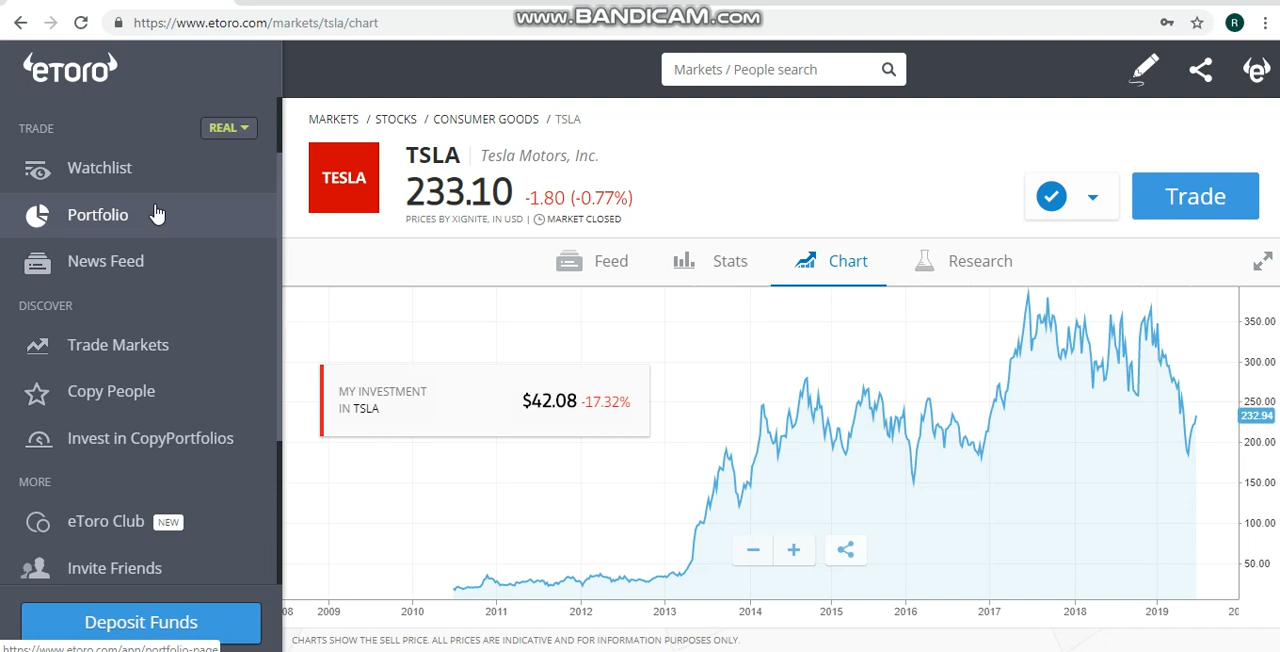 https://www.etoro.com/markets/tsla/chart
www.BANDICAM.com
R
eToro
Markets / People search
TRADE
REAL
Watchlist
Portfolio
News Feed
DISCOVER
Trade Markets
Copy People
Invest in CopyPortfolios
MORE
eToro Club NEW
Invite Friends
Deposit Funds
https://www.etoro.com/app/portfolio-page
MARKETS / STOCKS / CONSUMER GOODS / TSLA
TESLA
TSLA Tesla Motors, Inc.
233.10 -1.80 (-0.77%)
PRICES BY XIGNITE, IN USD | MARKET CLOSED
Trade
Feed Stats Chart Research
MY INVESTMENT
IN TSLA
$42.08 -17.32%
350.00
300.00
250.00
232.94
200.00
150.00
100.00
50.00
− +
08 2009 2010 2011 2012 2013 2014 2015 2016 2017 2018 2019 20
CHARTS SHOW THE SELL PRICE. ALL PRICES ARE INDICATIVE AND FOR INFORMATION PURPOSES ONLY.